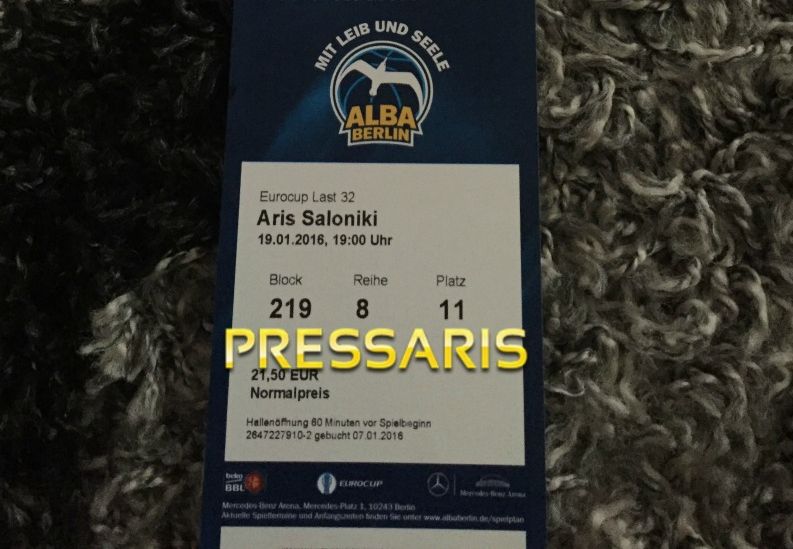 MIT LEIB UND SEELE
ALBA
BERLIN
Eurocup Last 32
Aris Saloniki
19.01.2016, 19:00 Uhr
Block Reihe Platz
219 8 11
PRESSARIS
21,50 EUR
Normalpreis
Hallenöffnung 60 Minuten vor Spielbeginn
2647227910-2 gebucht 07.01.2016
beko
BBL
EUROCUP
Mercedes-Benz Arena
Mercedes-Benz Arena, Mercedes-Platz 1, 10243 Berlin
Aktuelle Spieltermine und Anfangszeiten finden Sie unter www.albaberlin.de/spielplan